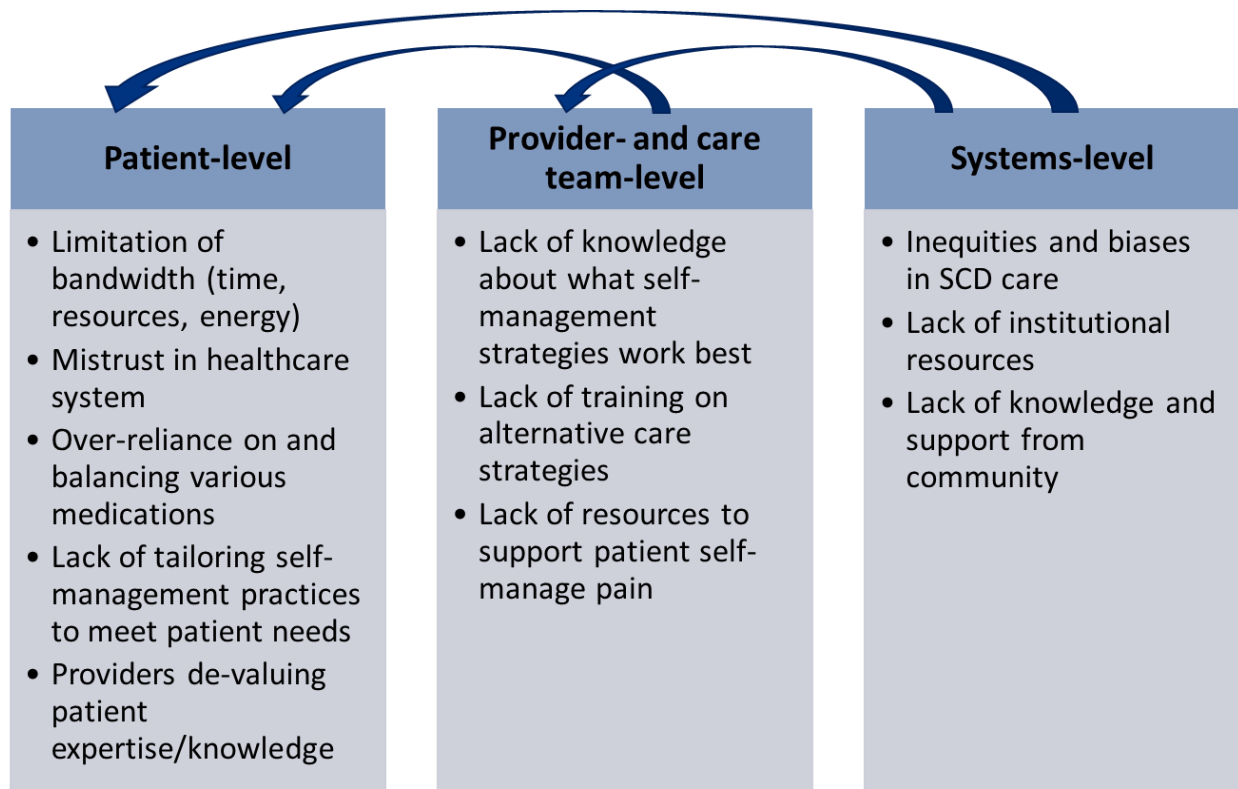 Patient-level
• Limitation of
bandwidth (time,
resources, energy)
• Mistrust in healthcare
system
• Over-reliance on and
balancing various
medications
• Lack of tailoring self-
management practices
to meet patient needs
• Providers de-valuing
patient
expertise/knowledge
Provider- and care
team-level
• Lack of knowledge
about what self-
management
strategies work best
• Lack of training on
alternative care
strategies
• Lack of resources to
support patient self-
manage pain
Systems-level
• Inequities and biases
in SCD care
• Lack of institutional
resources
• Lack of knowledge and
support from
community